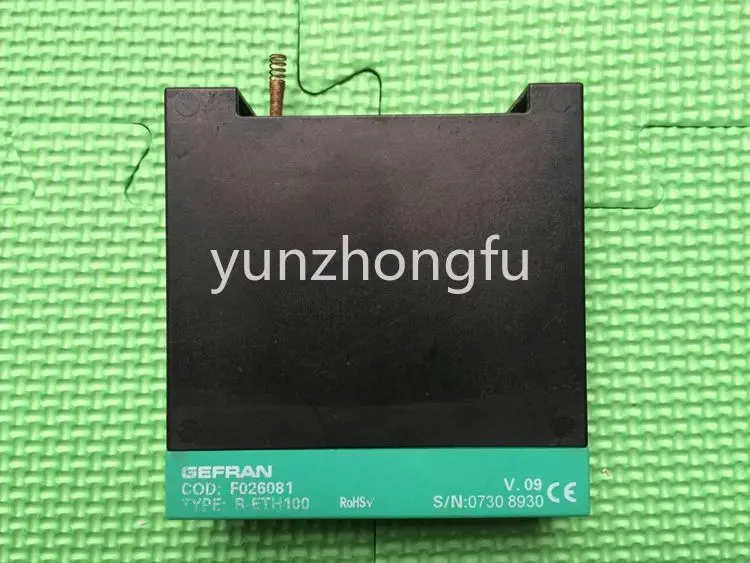 yunzhongfu
GEFRAN
COD: F026081
TYPE: R-ETH100
RoHS√
V. 09
S/N:0730 8930 CE